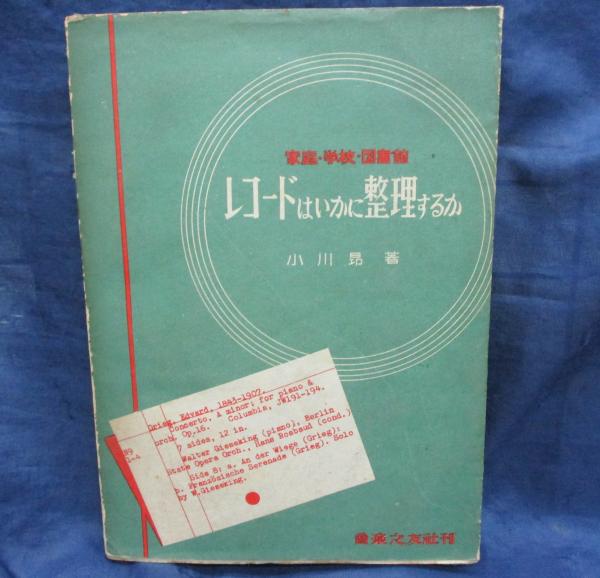 家庭・学校・図書館
レコードはいかに整理するか
小川昂 著
Grieg, Edvard, 1843-1907.
Concerto, A minor; for piano &
orch. Op.16. Columbia, JW191-194.
7 sides, 12 in.
Walter Gieseking (piano), Berlin
State Opera Orch., Hans Rosbaud (cond.)
Side 8: a. An der Wiege (Grieg);
b. Französische Serenade (Grieg). Solo
by W.Gieseking.
音楽之友社刊